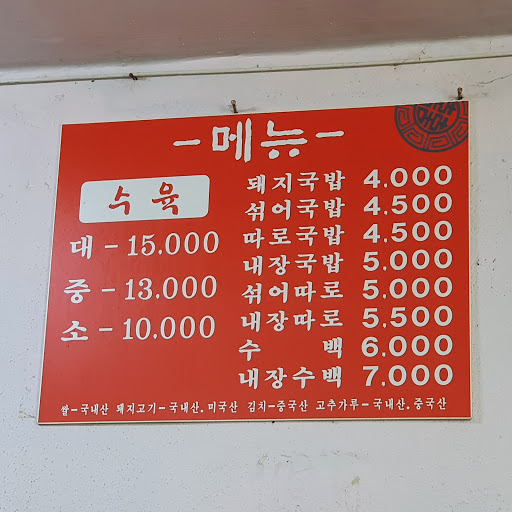 -메뉴-
수육
대 - 15,000
중 - 13,000
소 - 10,000
돼지국밥 4.000
섞어국밥 4.500
따로국밥 4.500
내장국밥 5.000
섞어따로 5.000
내장따로 5.500
수 백 6.000
내장수백 7.000
쌀-국내산 돼지고기-국내산, 미국산 김치-중국산 고추가루-국내산, 중국산